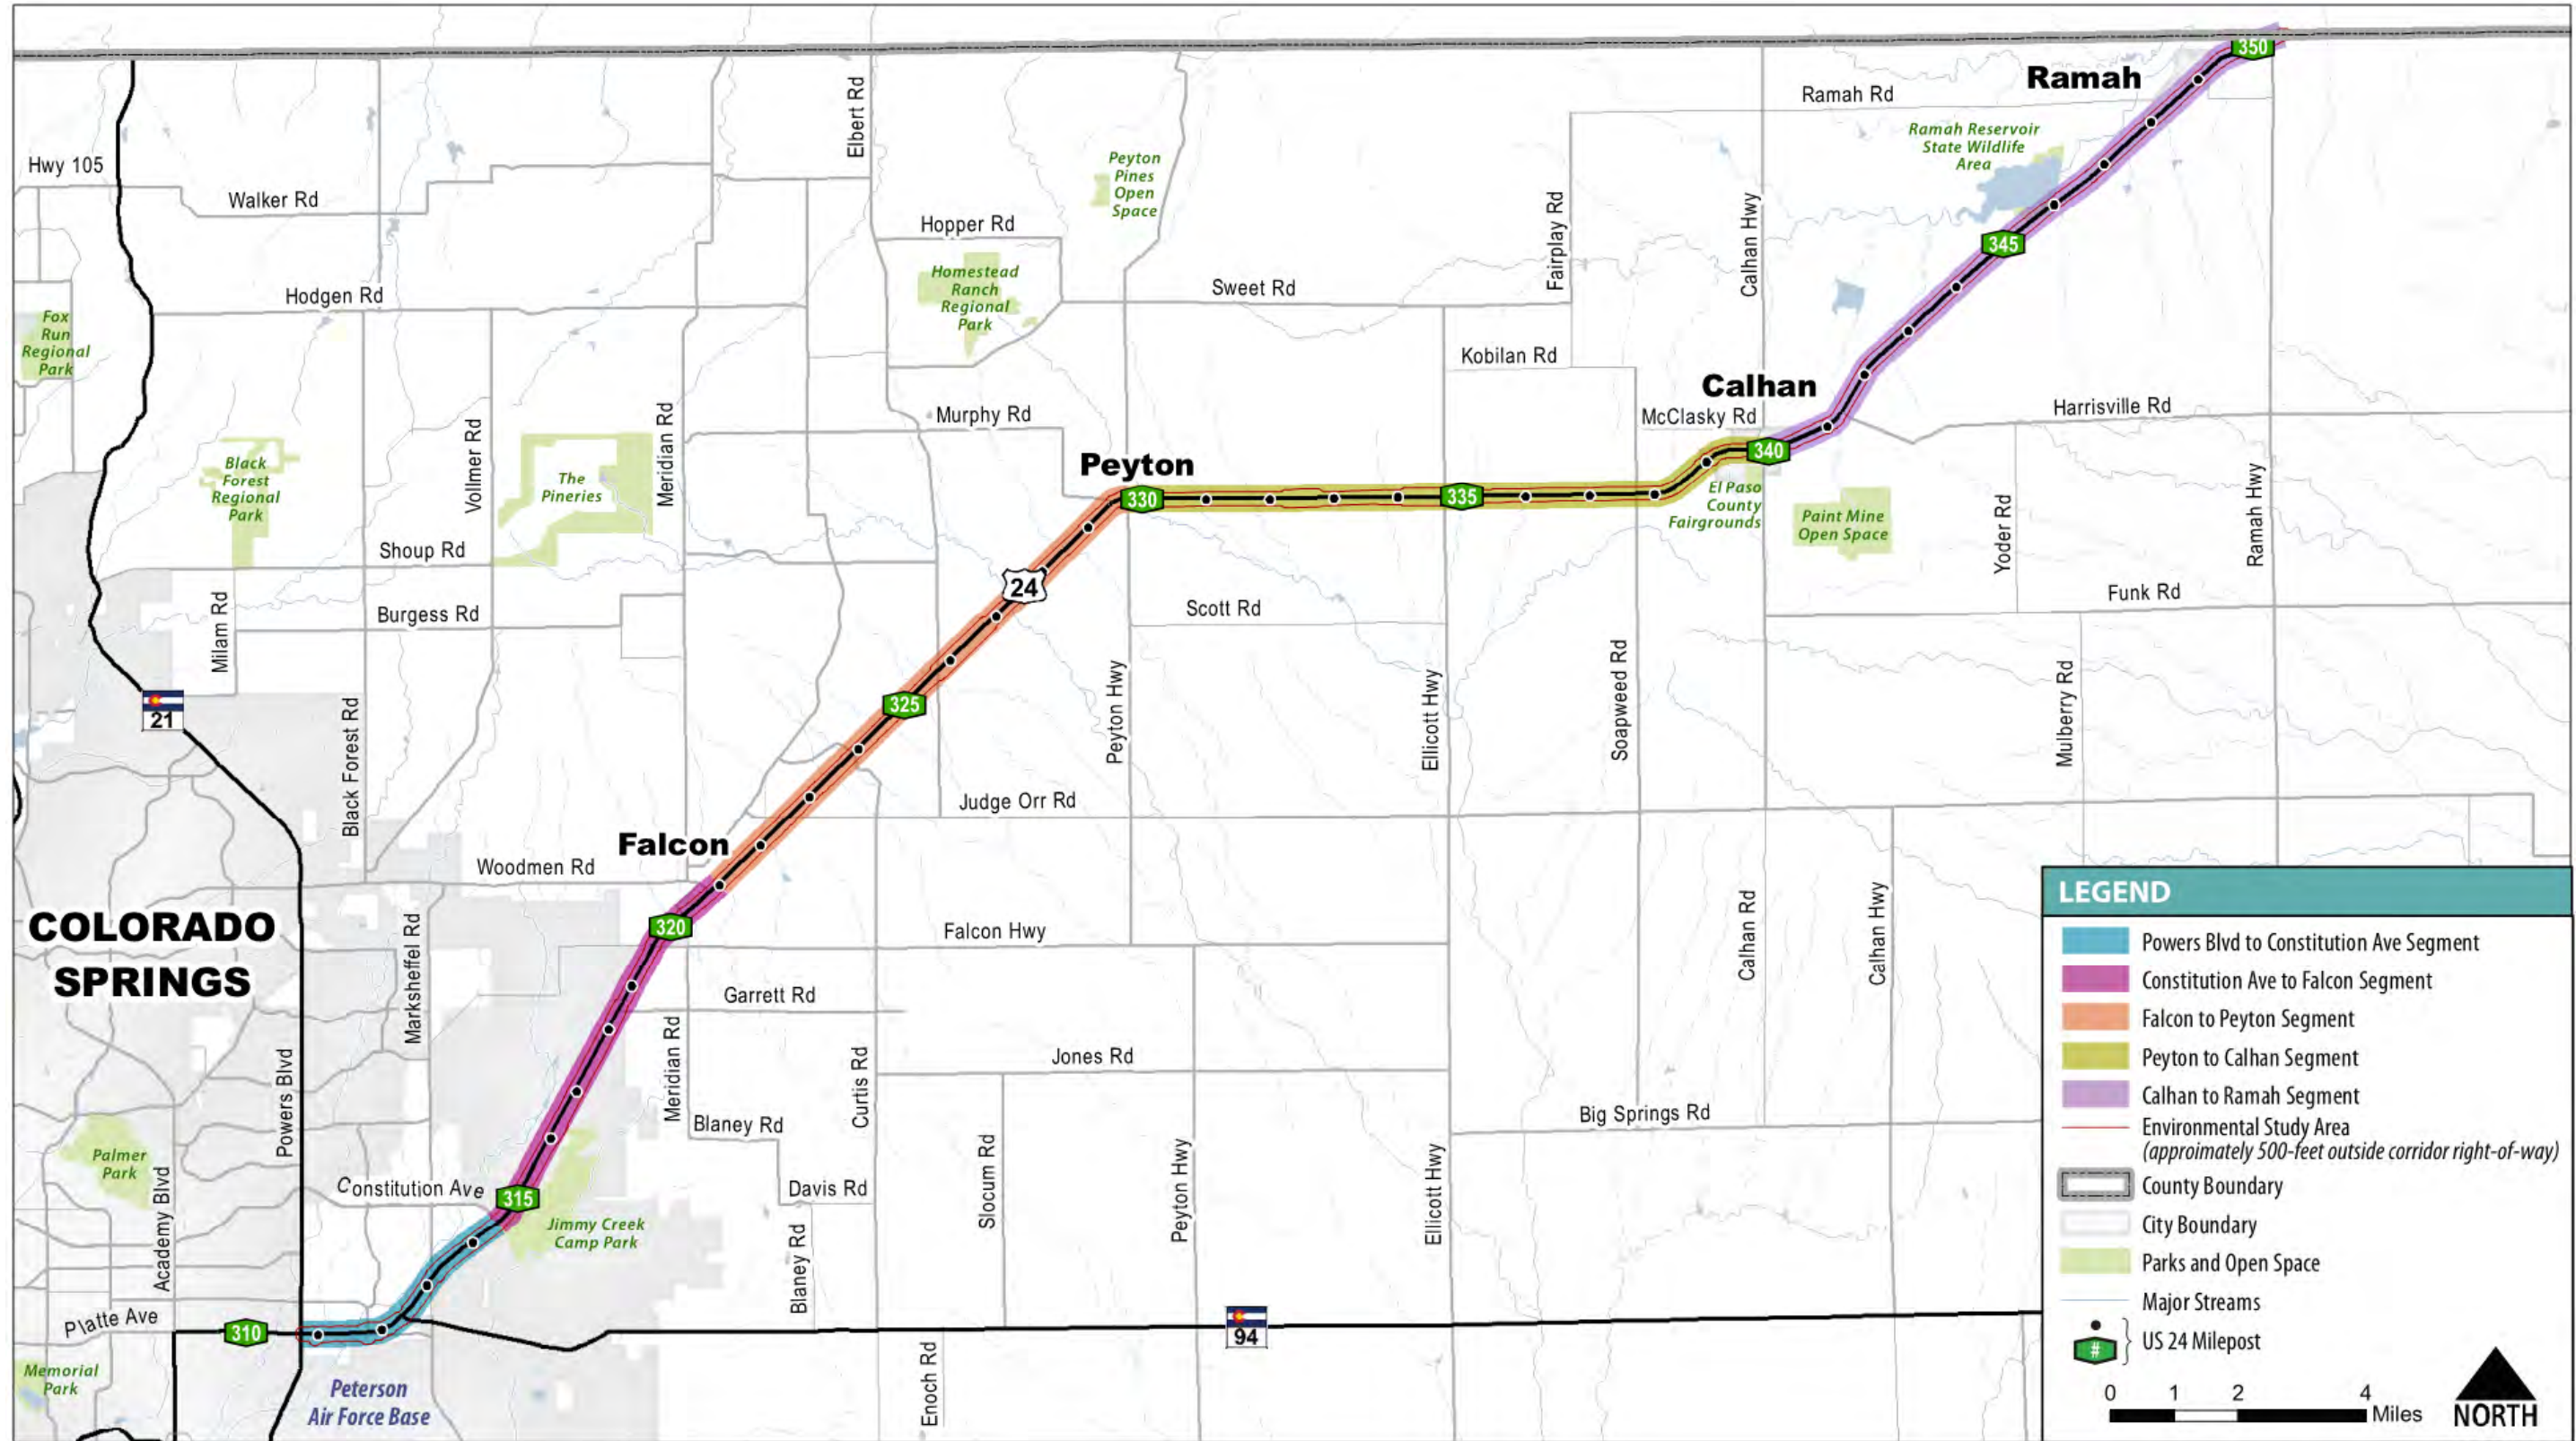 350
Ramah
Elbert Rd
Ramah Rd
Ramah Reservoir
State Wildlife
Area
Hwy 105
Peyton
Pines
Open
Space
Walker Rd
Hopper Rd
Fairplay Rd
Calhan Hwy
345
Homestead
Ranch
Regional
Park
Hodgen Rd
Sweet Rd
Fox
Run
Regional
Park
Kobilan Rd
Calhan
McClasky Rd
Harrisville Rd
Murphy Rd
Vollmer Rd
Meridian Rd
340
Peyton
Black
Forest
Regional
Park
The
Pineries
330
335
El Paso
County
Fairgrounds
Paint Mine
Open Space
Yoder Rd
Ramah Hwy
Shoup Rd
24
Funk Rd
Milam Rd
Burgess Rd
Scott Rd
21
325
Black Forest Rd
Peyton Hwy
Ellicott Hwy
Soapweed Rd
Mulberry Rd
Judge Orr Rd
Falcon
Woodmen Rd
COLORADO
SPRINGS
320
Falcon Hwy
Marksheffel Rd
Calhan Rd
Calhan Hwy
Garrett Rd
Powers Blvd
Meridian Rd
Curtis Rd
Jones Rd
Blaney Rd
Big Springs Rd
Palmer
Park
Academy Blvd
Constitution Ave
315
Davis Rd
Slocum Rd
Peyton Hwy
Ellicott Hwy
Jimmy Creek
Camp Park
Blaney Rd
Platte Ave
310
94
Memorial
Park
Peterson
Air Force Base
Enoch Rd
LEGEND
Powers Blvd to Constitution Ave Segment
Constitution Ave to Falcon Segment
Falcon to Peyton Segment
Peyton to Calhan Segment
Calhan to Ramah Segment
Environmental Study Area
(approimately 500-feet outside corridor right-of-way)
County Boundary
City Boundary
Parks and Open Space
Major Streams
# US 24 Milepost
0 1 2 4
Miles
NORTH